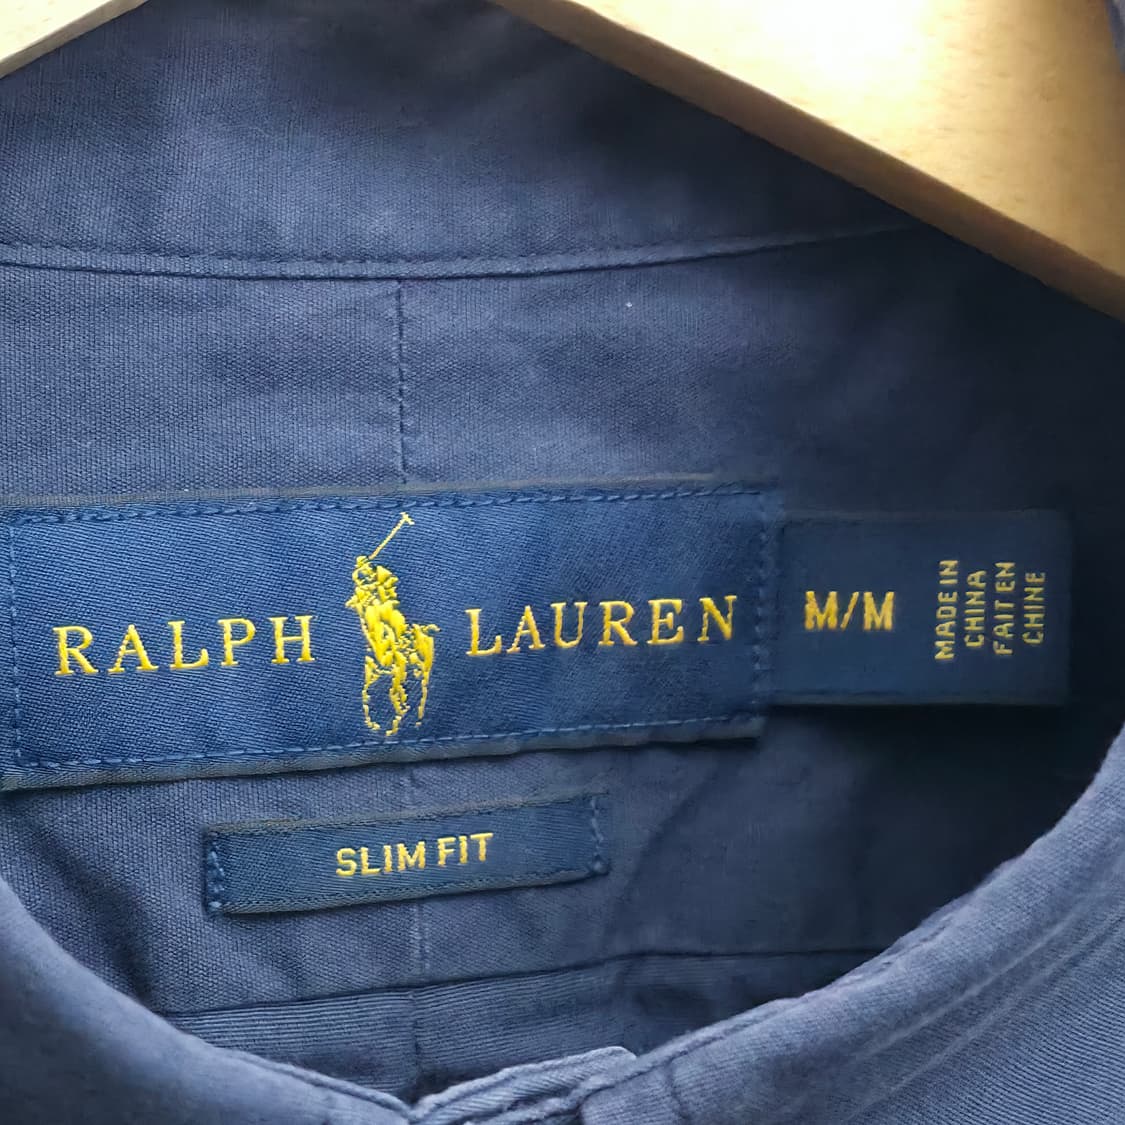 RALPH LAUREN
M/M
MADE IN
CHINA
FAIT EN
CHINE
SLIM FIT